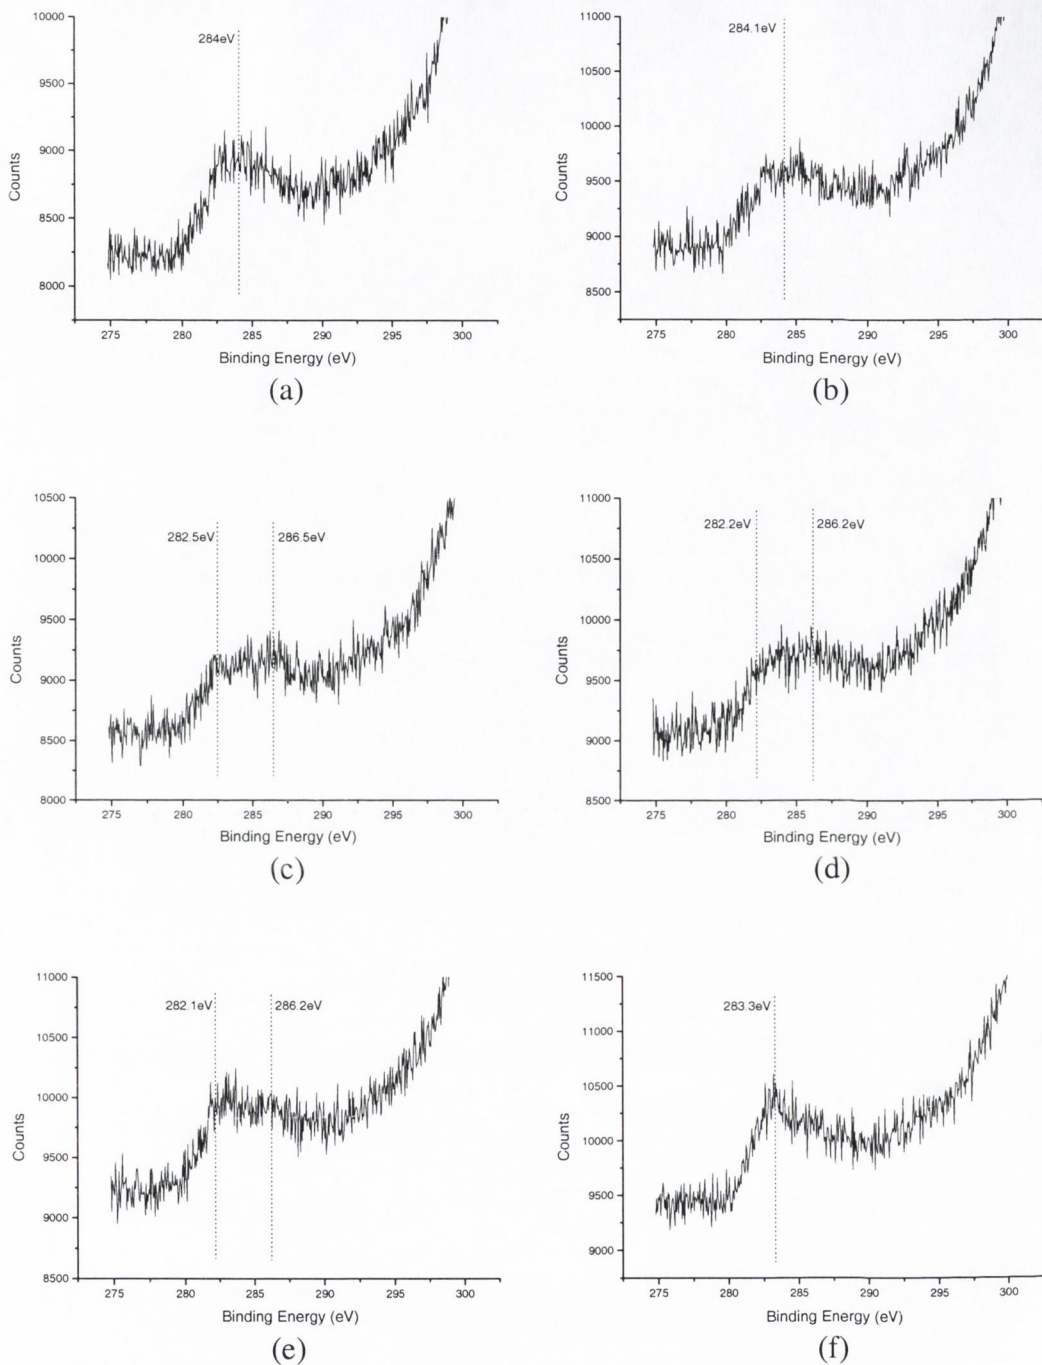 10000
9500
9000
8500
8000
Counts
284eV
275 280 285 290 295 300
Binding Energy (eV)
(a)
11000
10500
10000
9500
9000
8500
Counts
284.1eV
275 280 285 290 295 300
Binding Energy (eV)
(b)
10500
10000
9500
9000
8500
8000
Counts
282.5eV 286.5eV
275 280 285 290 295 300
Binding Energy (eV)
(c)
11000
10500
10000
9500
9000
8500
Counts
282.2eV 286.2eV
275 280 285 290 295 300
Binding Energy (eV)
(d)
11000
10500
10000
9500
9000
8500
Counts
282.1eV 286.2eV
275 280 285 290 295 300
Binding Energy (eV)
(e)
11500
11000
10500
10000
9500
9000
Counts
283.3eV
275 280 285 290 295 300
Binding Energy (eV)
(f)